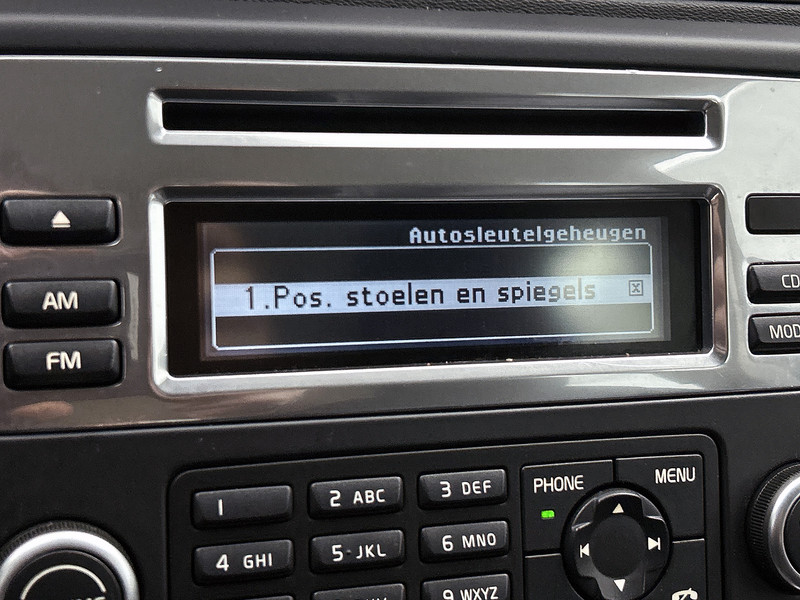 Autosleutelgeheugen
1.Pos. stoelen en spiegels
AM
CD
FM
PHONE
MENU
1
2 ABC
3 DEF
4 GHI
5 JKL
6 MNO
9 WXYZ